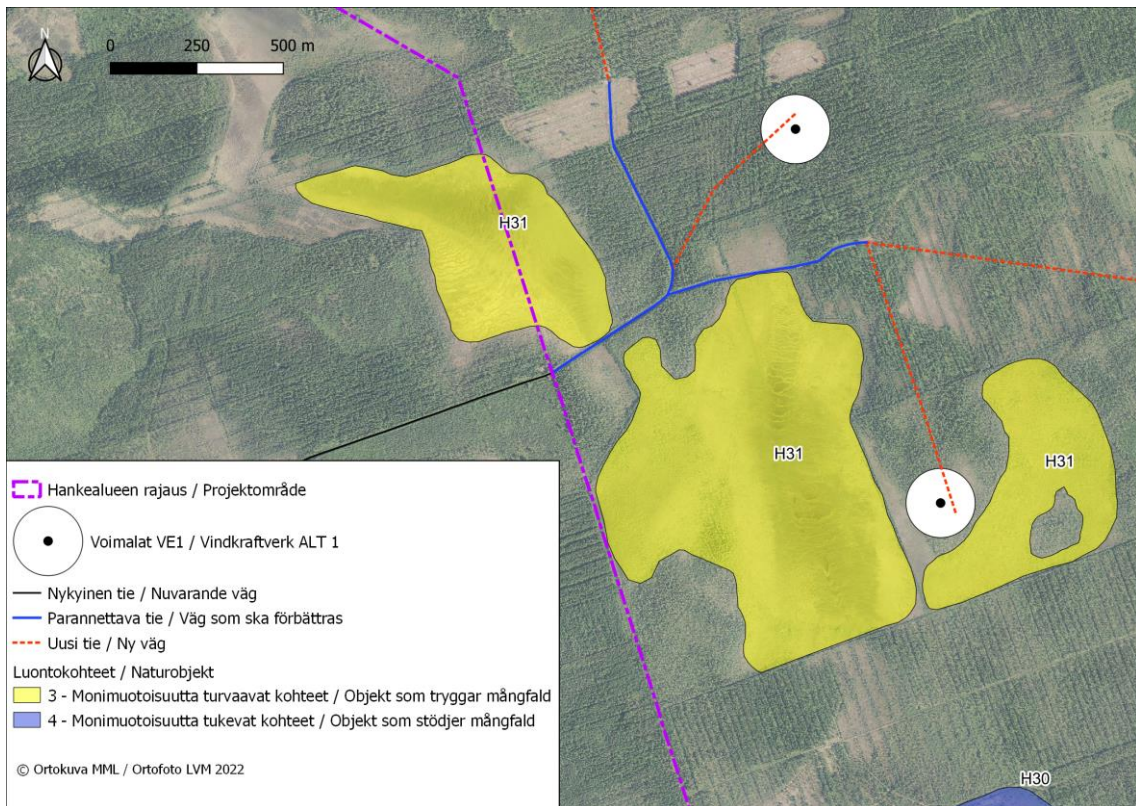 N
0 250 500 m
H31
H31
H31
Hankealueen rajaus / Projektområde
Voimalat VE1 / Vindkraftverk ALT 1
Nykyinen tie / Nuvarande väg
Parannettava tie / Väg som ska förbättras
Uusi tie / Ny väg
Luontokohteet / Naturobjekt
3 - Monimuotoisuutta turvaavat kohteet / Objekt som tryggar mångfald
4 - Monimuotoisuutta tukevat kohteet / Objekt som stödjer mångfald
© Ortokuva MML / Ortofoto LVM 2022
H30